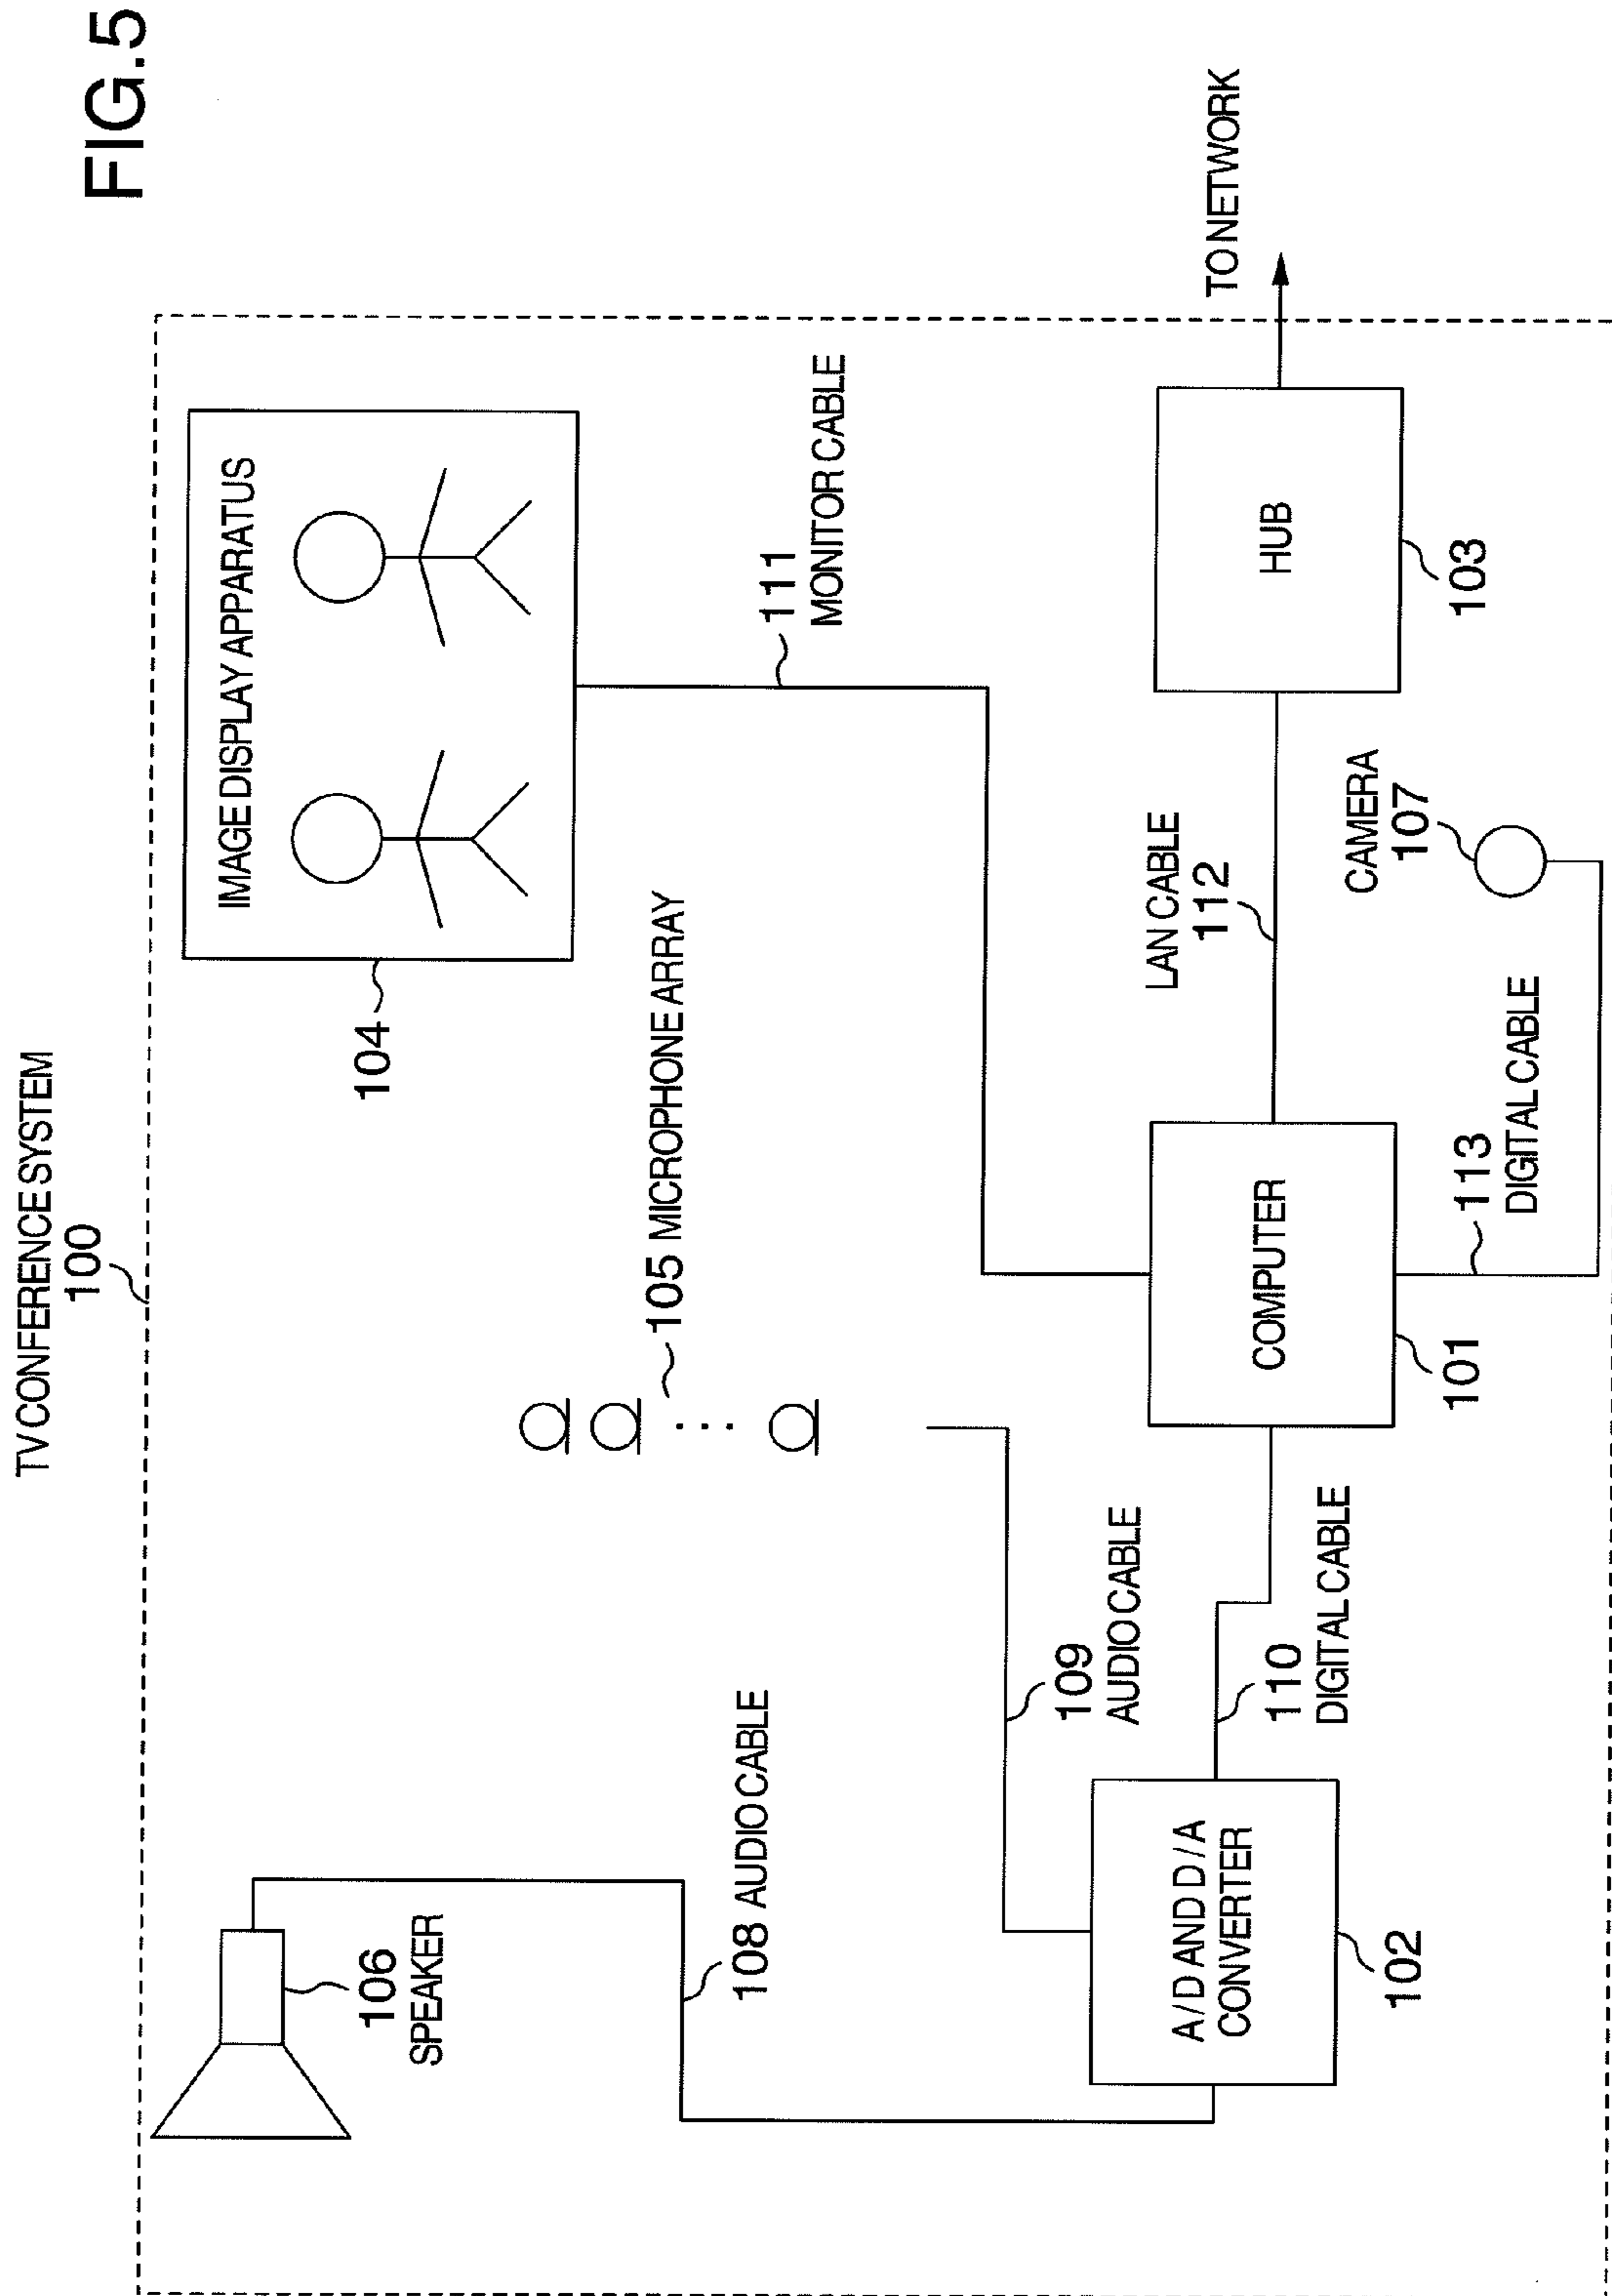 FIG.5
TV CONFERENCE SYSTEM
100
106
SPEAKER
108 AUDIO CABLE
105 MICROPHONE ARRAY
104
IMAGE DISPLAY APPARATUS
111
MONITOR CABLE
109
AUDIO CABLE
110
DIGITAL CABLE
A/D AND D/A
CONVERTER
102
COMPUTER
101
LAN CABLE
112
113
DIGITAL CABLE
CAMERA
107
HUB
103
TO NETWORK